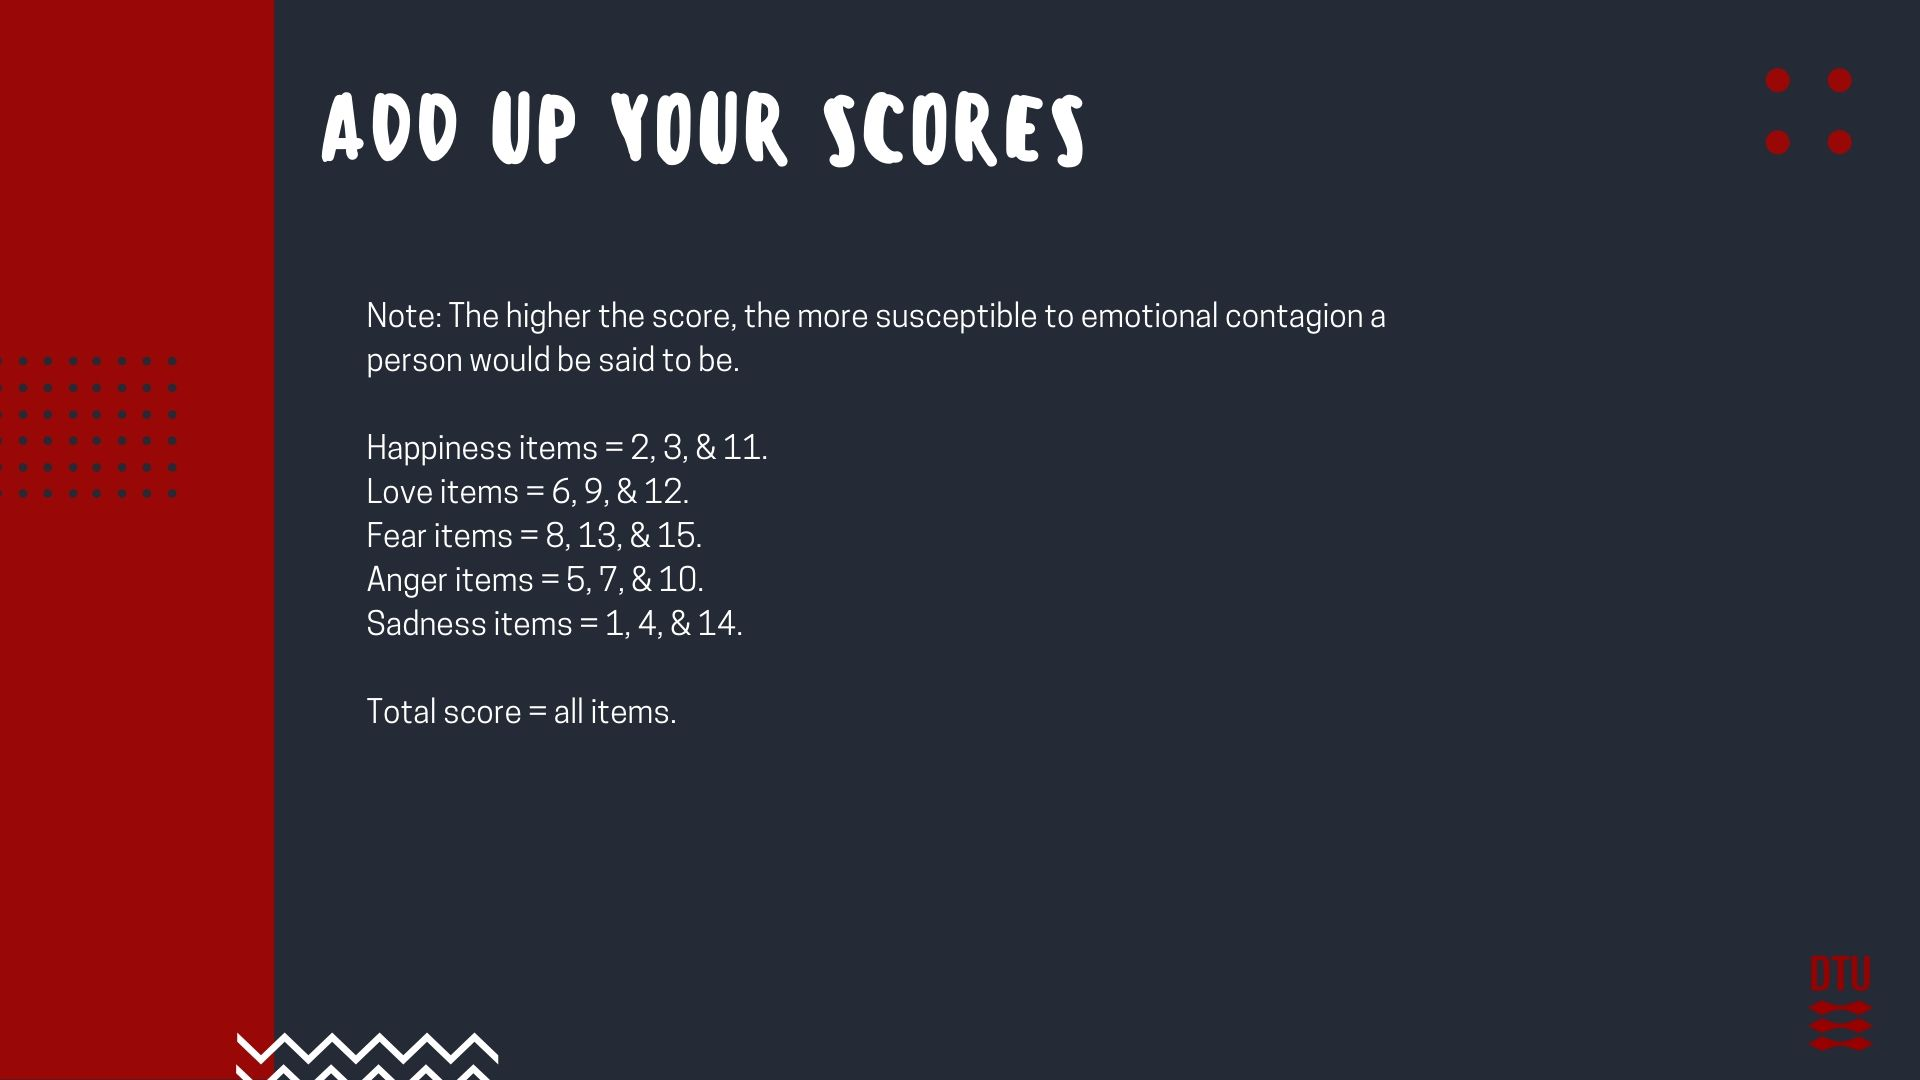 ADD UP YOUR SCORES
Note: The higher the score, the more susceptible to emotional contagion a
person would be said to be.
Happiness items = 2, 3, & 11.
Love items = 6, 9, & 12.
Fear items = 8, 13, & 15.
Anger items = 5, 7, & 10.
Sadness items = 1, 4, & 14.
Total score = all items.
DTU